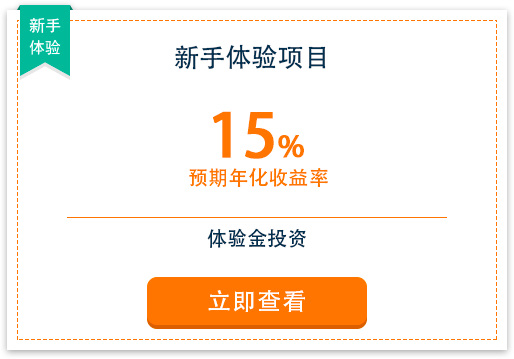 新手
体验
新手体验项目
15%
预期年化收益率
体验金投资
立即查看